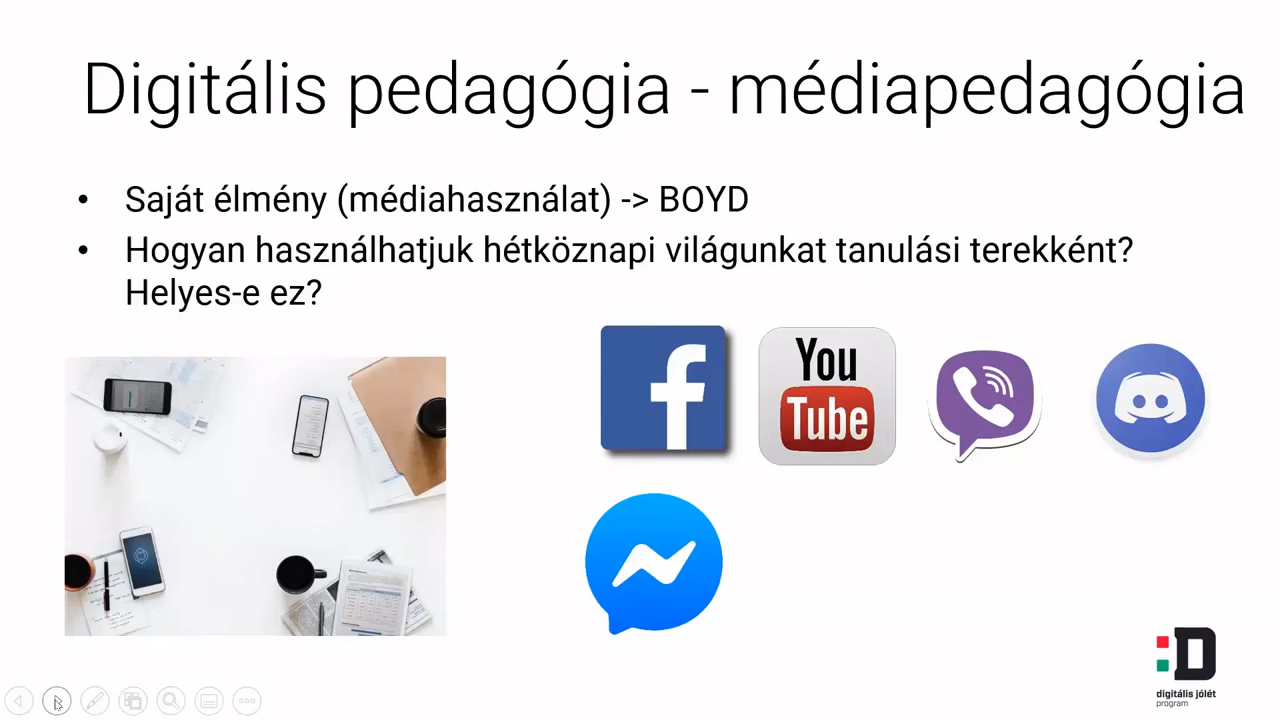 Digitális pedagógia - médiapedagógia
• Saját élmény (médiahasználat) -> BOYD
• Hogyan használhatjuk hétköznapi világunkat tanulási terekként?
Helyes-e ez?
f
You
Tube
:D
digitális jólét
program